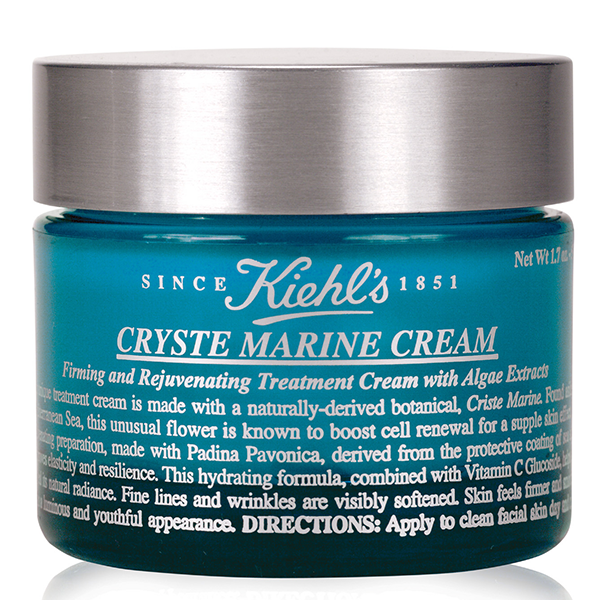 Net Wt 1.7 oz.
SINCE Kiehl's 1851
CRYSTE MARINE CREAM
Firming and Rejuvenating Treatment Cream with Algae Extracts
treatment cream is made with a naturally-derived botanical, Criste Marine. Found
Sea, this unusual flower is known to boost cell renewal for a supple skin
preparation, made with Padina Pavonica, derived from the protective coating of
elasticity and resilience. This hydrating formula, combined with Vitamin C Glucoside,
is natural radiance. Fine lines and wrinkles are visibly softened. Skin feels firmer and
luminous and youthful appearance. DIRECTIONS: Apply to clean facial skin day